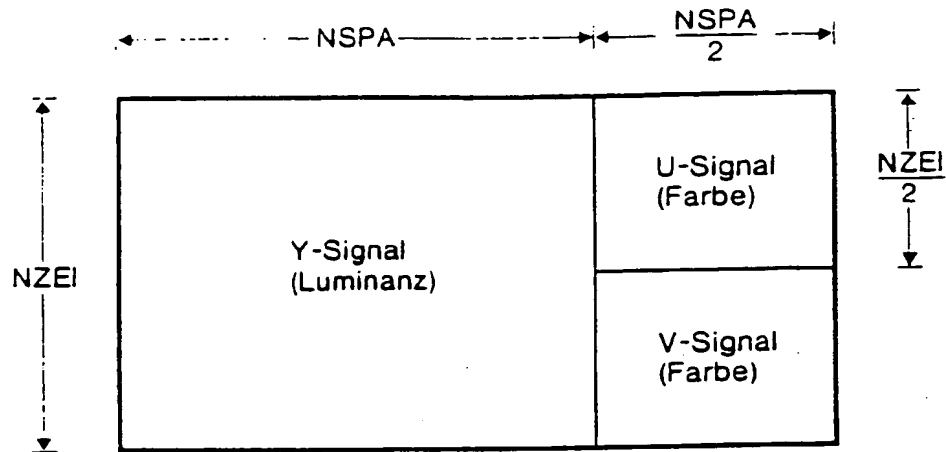 NSPA
NSPA
2
NZEI
Y-Signal
(Luminanz)
U-Signal
(Farbe)
NZEI
2
V-Signal
(Farbe)